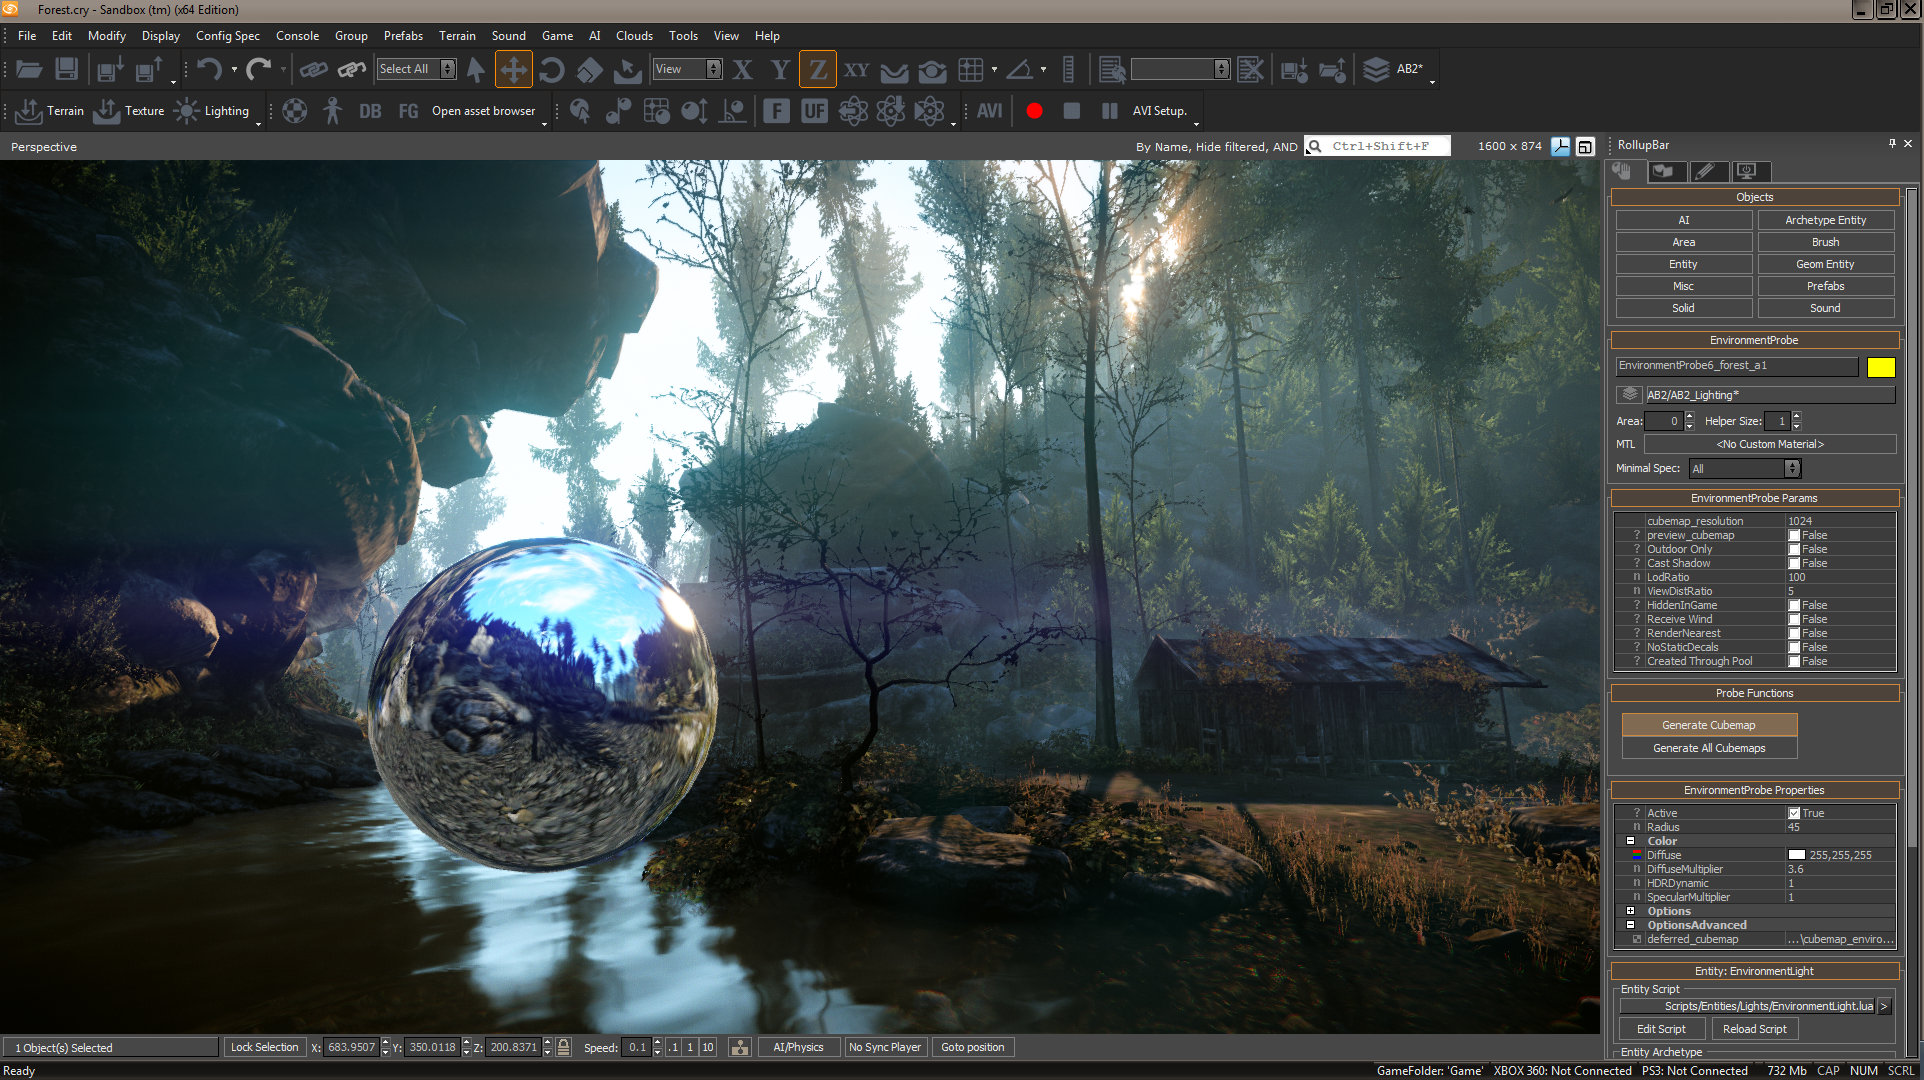 Forest.cry - Sandbox (tm) (x64 Edition)
File Edit Modify Display Config Spec Console Group Prefabs Terrain Sound Game AI Clouds Tools View Help
Select All View X Y Z XY AB2*
Terrain Texture Lighting DB FG Open asset browser F UF AVI AVI Setup.
Perspective By Name, Hide filtered, AND Ctrl+Shift+F 1600 x 874
RollupBar
Objects
AI Archetype Entity
Area Brush
Entity Geom Entity
Misc Prefabs
Solid Sound
EnvironmentProbe
EnvironmentProbe6_forest_a1
AB2/AB2_Lighting*
Area: 0 Helper Size: 1
MTL <No Custom Material>
Minimal Spec: All
EnvironmentProbe Params
cubemap_resolution 1024
? preview_cubemap False
? Outdoor Only False
? Cast Shadow False
n LodRatio 100
n ViewDistRatio 5
? HiddenInGame False
? Receive Wind False
? RenderNearest False
? NoStaticDecals False
? Created Through Pool False
Probe Functions
Generate Cubemap
Generate All Cubemaps
EnvironmentProbe Properties
? Active True
n Radius 45
Color
Diffuse 255,255,255
n DiffuseMultiplier 3.6
n HDRDynamic 1
n SpecularMultiplier 1
Options
OptionsAdvanced
deferred_cubemap ...\cubemap_enviro...
Entity: EnvironmentLight
Entity Script
Scripts/Entities/Lights/EnvironmentLight.lua >
Edit Script Reload Script
Entity Archetype
1 Object(s) Selected Lock Selection X: 683.9507 Y: 350.0118 Z: 200.8371 Speed: 0.1 .1 1 10 AI/Physics No Sync Player Goto position
Ready GameFolder: 'Game' XBOX 360: Not Connected PS3: Not Connected 732 Mb CAP NUM SCRL